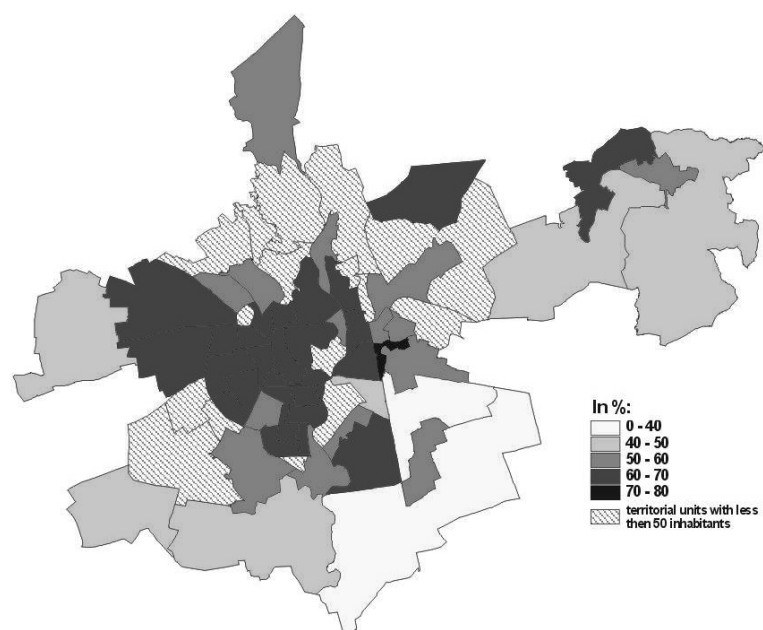 In %:
0 - 40
40 - 50
50 - 60
60 - 70
70 - 80
territorial units with less
then 50 inhabitants